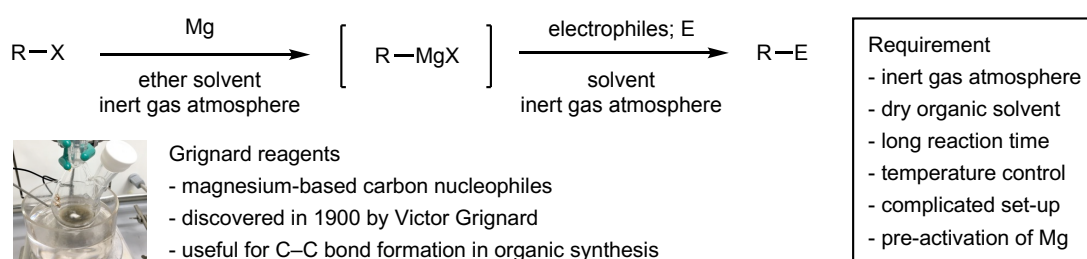 R–X
Mg
ether solvent
inert gas atmosphere
[ R–MgX ]
electrophiles; E
solvent
inert gas atmosphere
R–E
Grignard reagents
- magnesium-based carbon nucleophiles
- discovered in 1900 by Victor Grignard
- useful for C–C bond formation in organic synthesis
Requirement
- inert gas atmosphere
- dry organic solvent
- long reaction time
- temperature control
- complicated set-up
- pre-activation of Mg